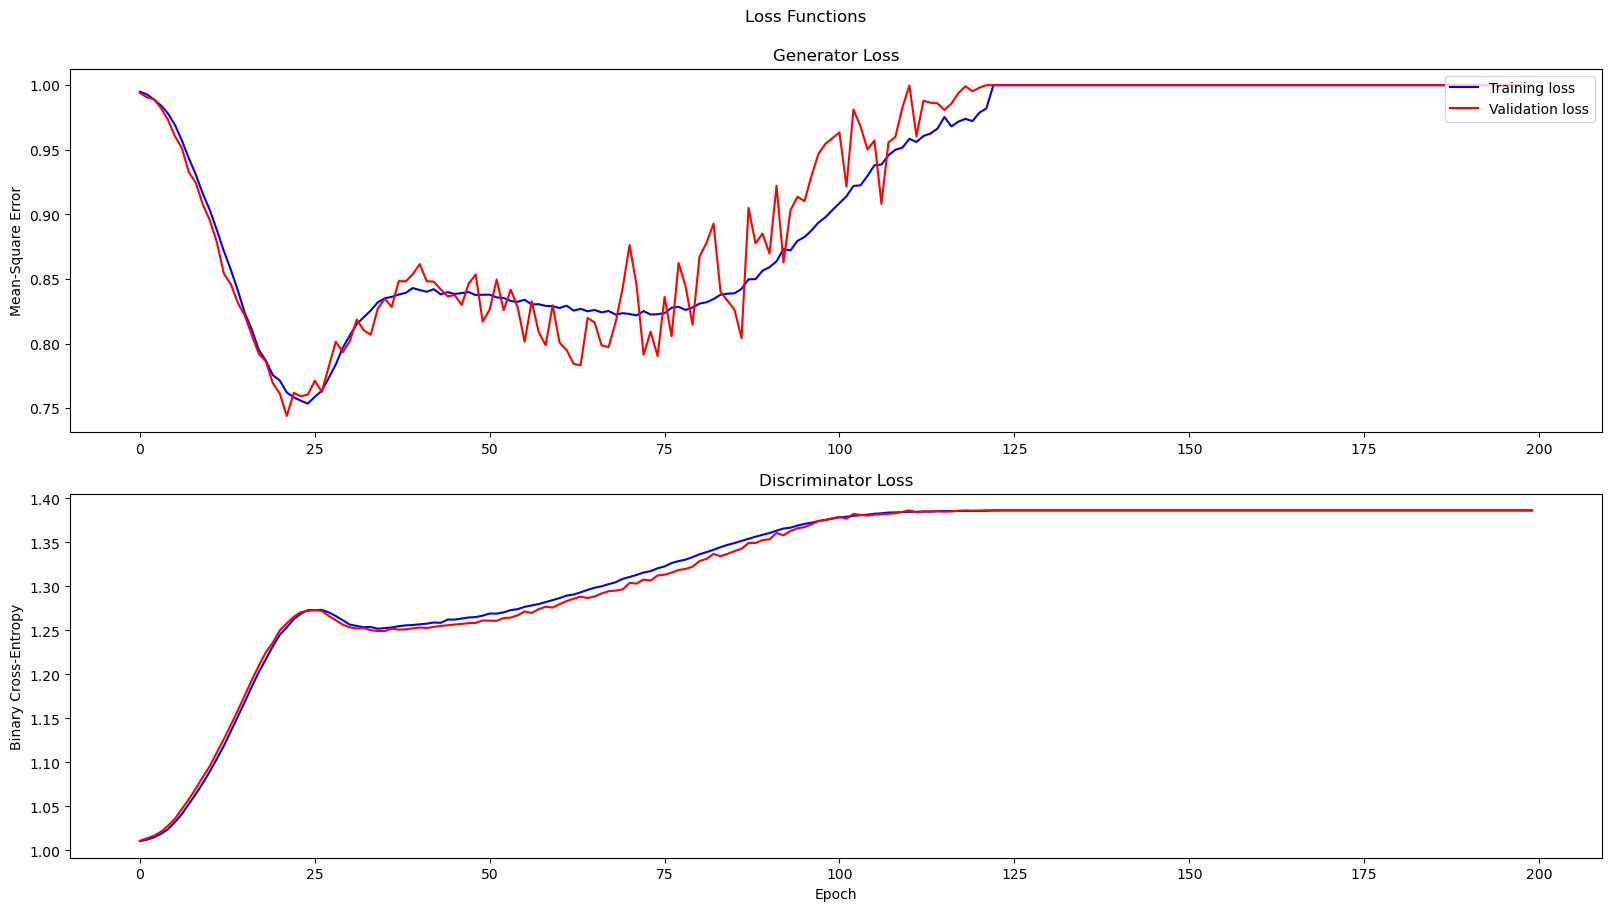 Loss Functions
Generator Loss
Mean-Square Error
1.00
0.95
0.90
0.85
0.80
0.75
Training loss
Validation loss
0 25 50 75 100 125 150 175 200
Discriminator Loss
Binary Cross-Entropy
1.40
1.35
1.30
1.25
1.20
1.15
1.10
1.05
1.00
0 25 50 75 100 125 150 175 200
Epoch